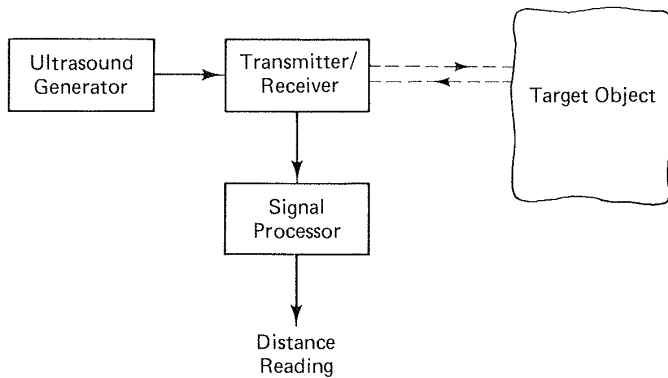 Ultrasound
Generator
Transmitter/
Receiver
Target Object
Signal
Processor
Distance
Reading